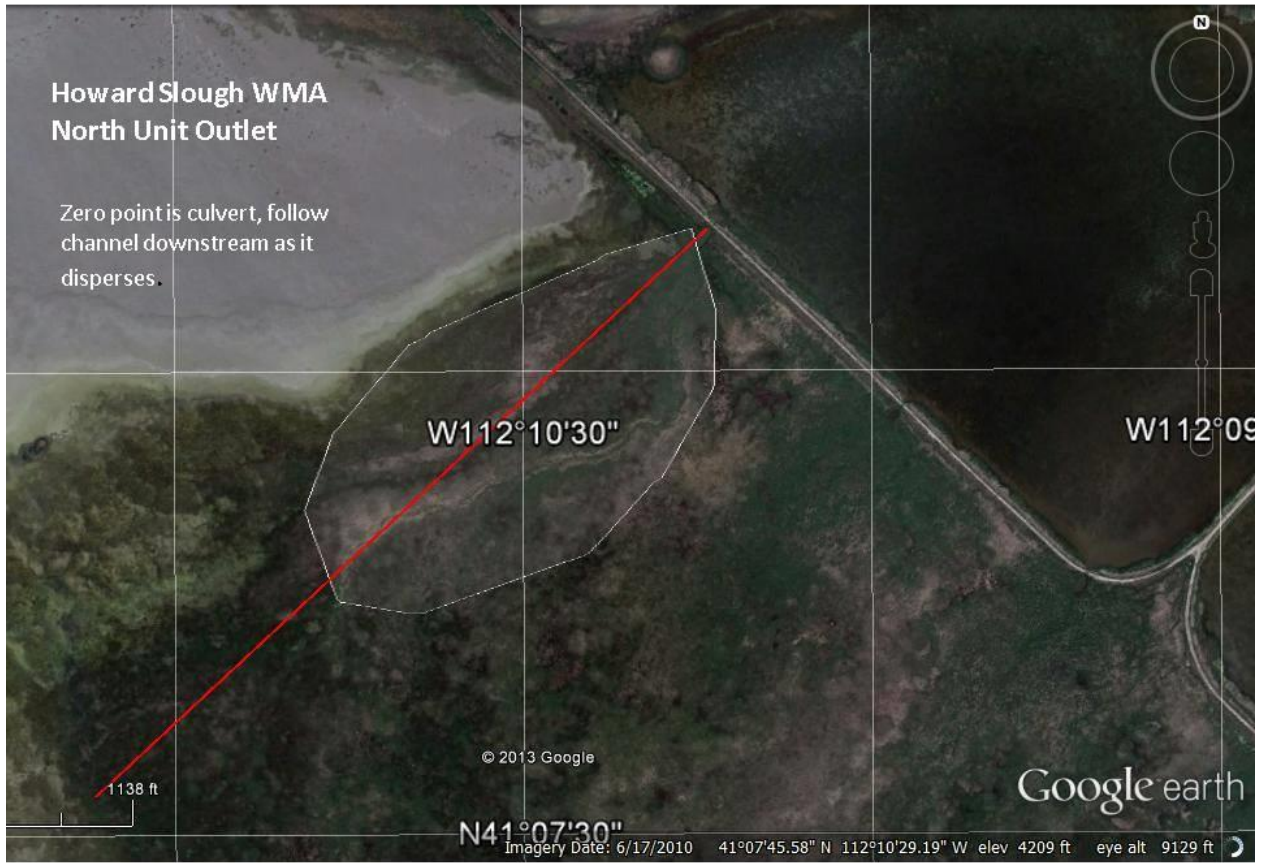 N
Howard Slough WMA
North Unit Outlet
Zero point is culvert, follow
channel downstream as it
disperses.
W112°10'30"
W112°09
© 2013 Google
Google earth
1138 ft
N41°07'30"
Imagery Date: 6/17/2010 41°07'45.58" N 112°10'29.19" W elev 4209 ft eye alt 9129 ft